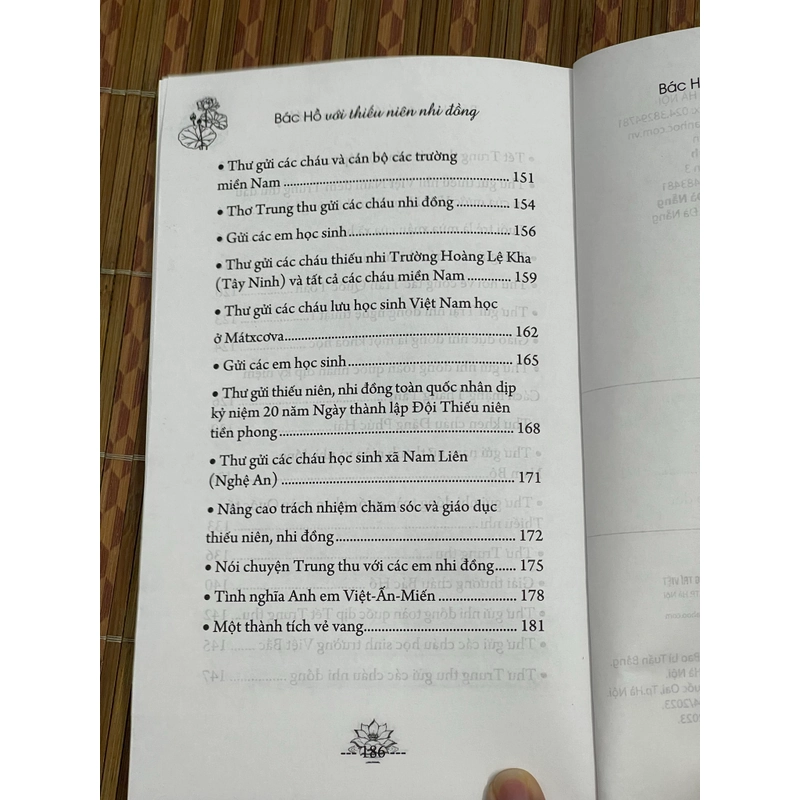 Bác Hồ với thiếu niên nhi đồng
• Thư gửi các cháu và cán bộ các trường
miền Nam ........ 151
• Thơ Trung thu gửi các cháu nhi đồng ........ 154
• Gửi các em học sinh ........ 156
• Thư gửi các cháu thiếu nhi Trường Hoàng Lệ Kha
(Tây Ninh) và tất cả các cháu miền Nam ........ 159
• Thư gửi các cháu lưu học sinh Việt Nam học
ở Mátxcơva ........ 162
• Gửi các em học sinh ........ 165
• Thư gửi thiếu niên, nhi đồng toàn quốc nhân dịp
kỷ niệm 20 năm Ngày thành lập Đội Thiếu niên
tiền phong ........ 168
• Thư gửi các cháu học sinh xã Nam Liên
(Nghệ An) ........ 171
• Nâng cao trách nhiệm chăm sóc và giáo dục
thiếu niên, nhi đồng ........ 172
• Nói chuyện Trung thu với các em nhi đồng ...... 175
• Tình nghĩa Anh em Việt-Ấn-Miến ........ 178
• Một thành tích vẻ vang ........ 181
--- 186 ---
Bác H